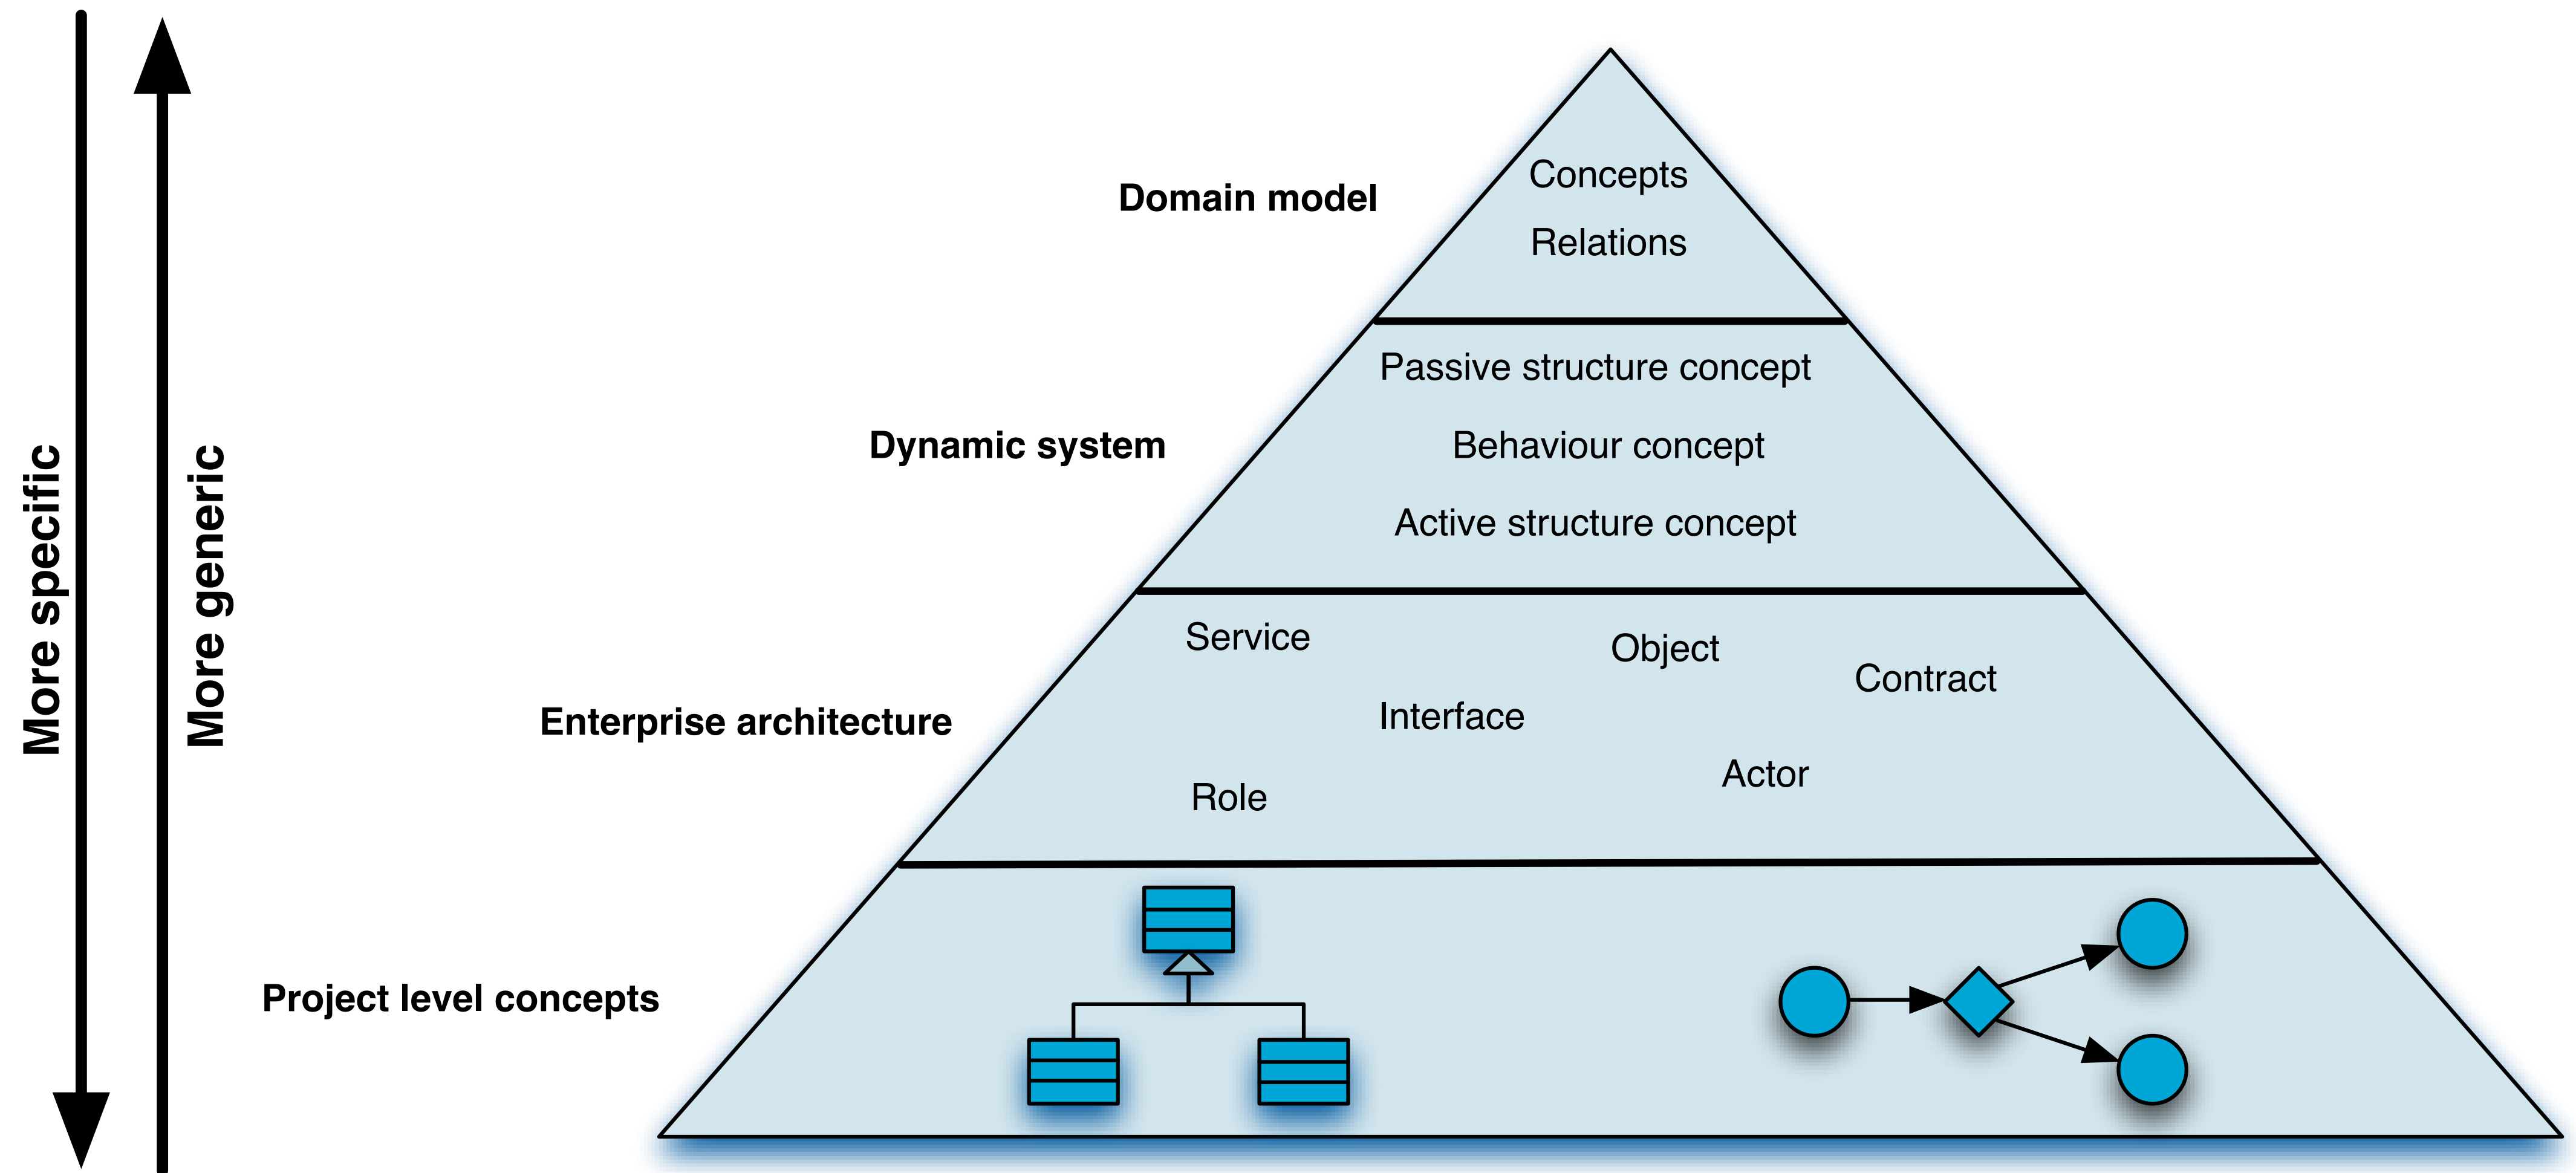 More specific
More generic
Domain model
Concepts
Relations
Dynamic system
Passive structure concept
Behaviour concept
Active structure concept
Enterprise architecture
Service
Object
Contract
Interface
Actor
Role
Project level concepts